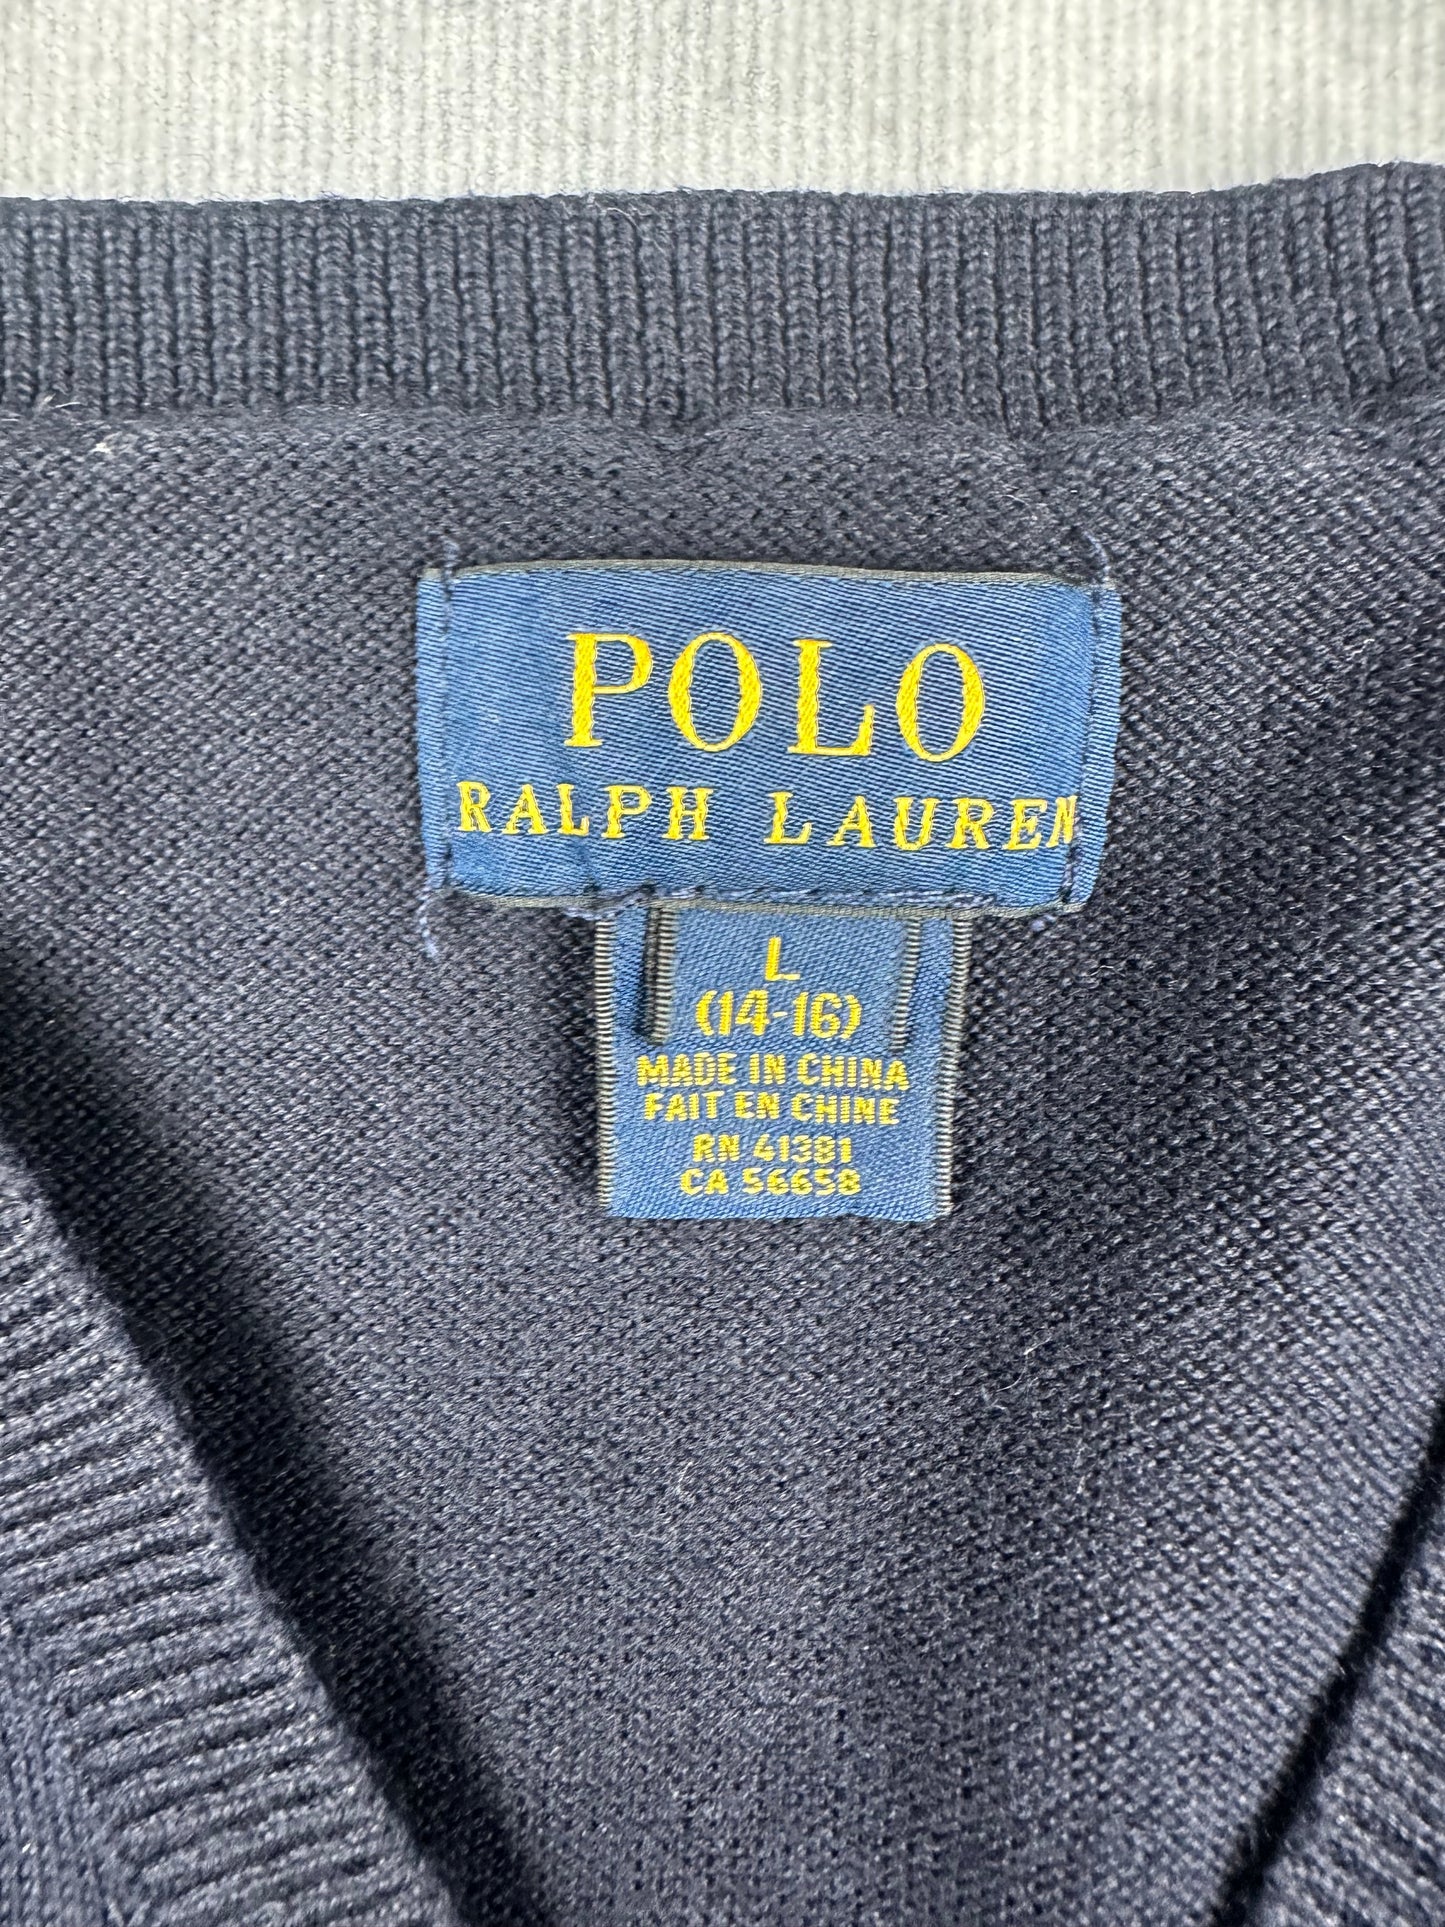 POLO
RALPH LAUREN
L
(14-16)
MADE IN CHINA
FAIT EN CHINE
RN 41381
CA 56658